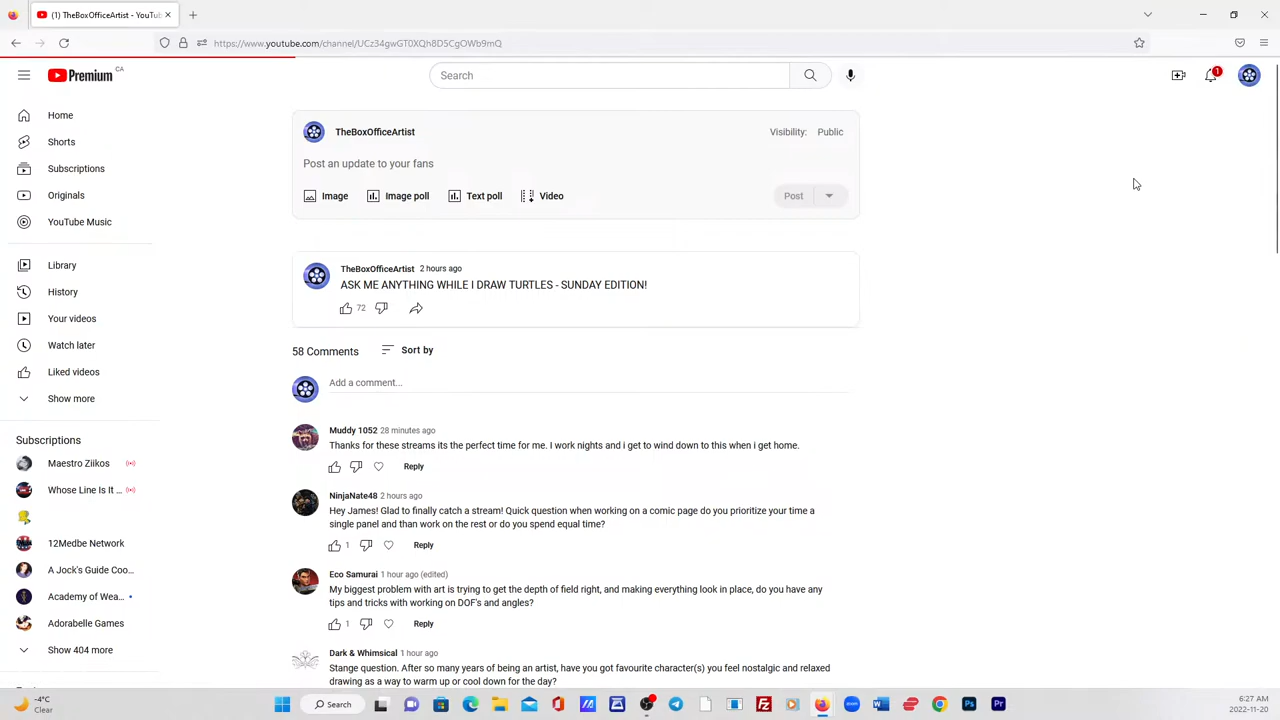 (1) TheBoxOfficeArtist - YouTub
https://www.youtube.com/channel/UCz34gwGT0XQh8D5CgOWb9mQ
Premium CA
Search
1
Home
Shorts
Subscriptions
Originals
YouTube Music
Library
History
Your videos
Watch later
Liked videos
Show more
Subscriptions
Maestro Ziikos
Whose Line Is It ...
12Medbe Network
A Jock's Guide Coo...
Academy of Wea...
Adorabelle Games
Show 404 more
TheBoxOfficeArtist
Visibility: Public
Post an update to your fans
Image Image poll Text poll Video Post
TheBoxOfficeArtist 2 hours ago
ASK ME ANYTHING WHILE I DRAW TURTLES - SUNDAY EDITION!
72
58 Comments Sort by
Add a comment...
Muddy 1052 28 minutes ago
Thanks for these streams its the perfect time for me. I work nights and i get to wind down to this when i get home.
Reply
NinjaNate48 2 hours ago
Hey James! Glad to finally catch a stream! Quick question when working on a comic page do you prioritize your time a
single panel and than work on the rest or do you spend equal time?
1 Reply
Eco Samurai 1 hour ago (edited)
My biggest problem with art is trying to get the depth of field right, and making everything look in place, do you have any
tips and tricks with working on DOF's and angles?
1 Reply
Dark & Whimsical 1 hour ago
Stange question. After so many years of being an artist, have you got favourite character(s) you feel nostalgic and relaxed
drawing as a way to warm up or cool down for the day?
-4°C
Clear
Search
6:27 AM
2022-11-20